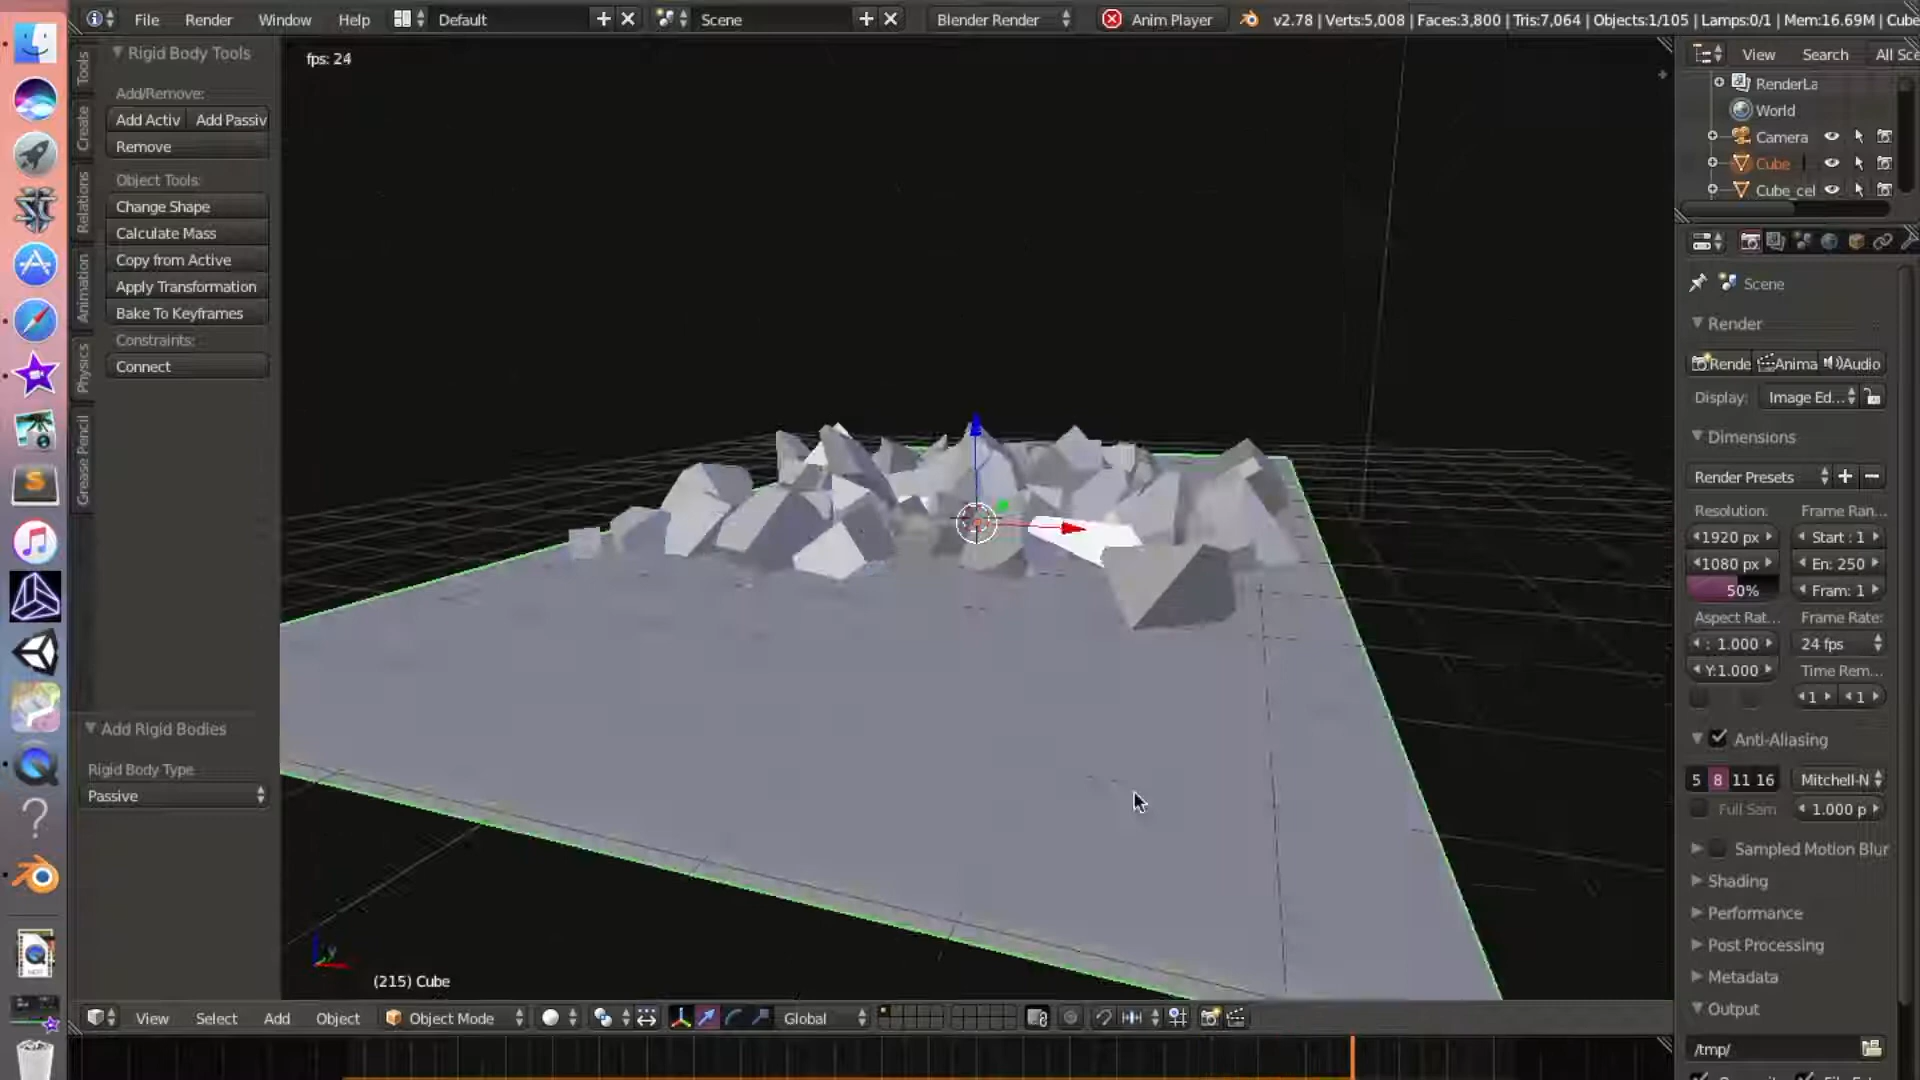 File Render Window Help Default Scene Blender Render Anim Player v2.78 | Verts:5,008 | Faces:3,800 | Tris:7,064 | Objects:1/105 | Lamps:0/1 | Mem:16.69M | Cube
Tools
Create
Relations
Animation
Physics
Grease Pencil
Rigid Body Tools
Add/Remove:
Add Activ Add Passiv
Remove
Object Tools:
Change Shape
Calculate Mass
Copy from Active
Apply Transformation
Bake To Keyframes
Constraints:
Connect
Add Rigid Bodies
Rigid Body Type
Passive
fps: 24
(215) Cube
View Select Add Object Object Mode Global
View Search All Sce
RenderLa
World
Camera
Cube
Cube_cel
Scene
Render
Rende Anima Audio
Display: Image Ed...
Dimensions
Render Presets
Resolution: Frame Ran...
1920 px Start : 1
1080 px En: 250
50% Fram: 1
Aspect Rat... Frame Rate:
: 1.000 24 fps
Y:1.000 Time Rem...
1 1
Anti-Aliasing
5 8 11 16 Mitchell-N
Full Sam 1.000 p
Sampled Motion Blur
Shading
Performance
Post Processing
Metadata
Output
/tmp/